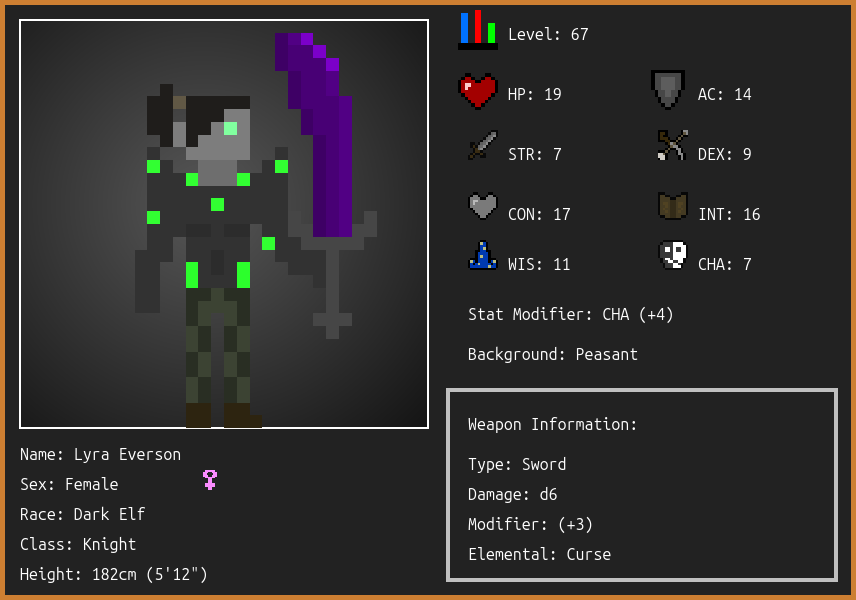 Level: 67
HP: 19
AC: 14
STR: 7
DEX: 9
CON: 17
INT: 16
WIS: 11
CHA: 7
Stat Modifier: CHA (+4)
Background: Peasant
Name: Lyra Everson
Sex: Female
Race: Dark Elf
Class: Knight
Height: 182cm (5'12")
Weapon Information:
Type: Sword
Damage: d6
Modifier: (+3)
Elemental: Curse